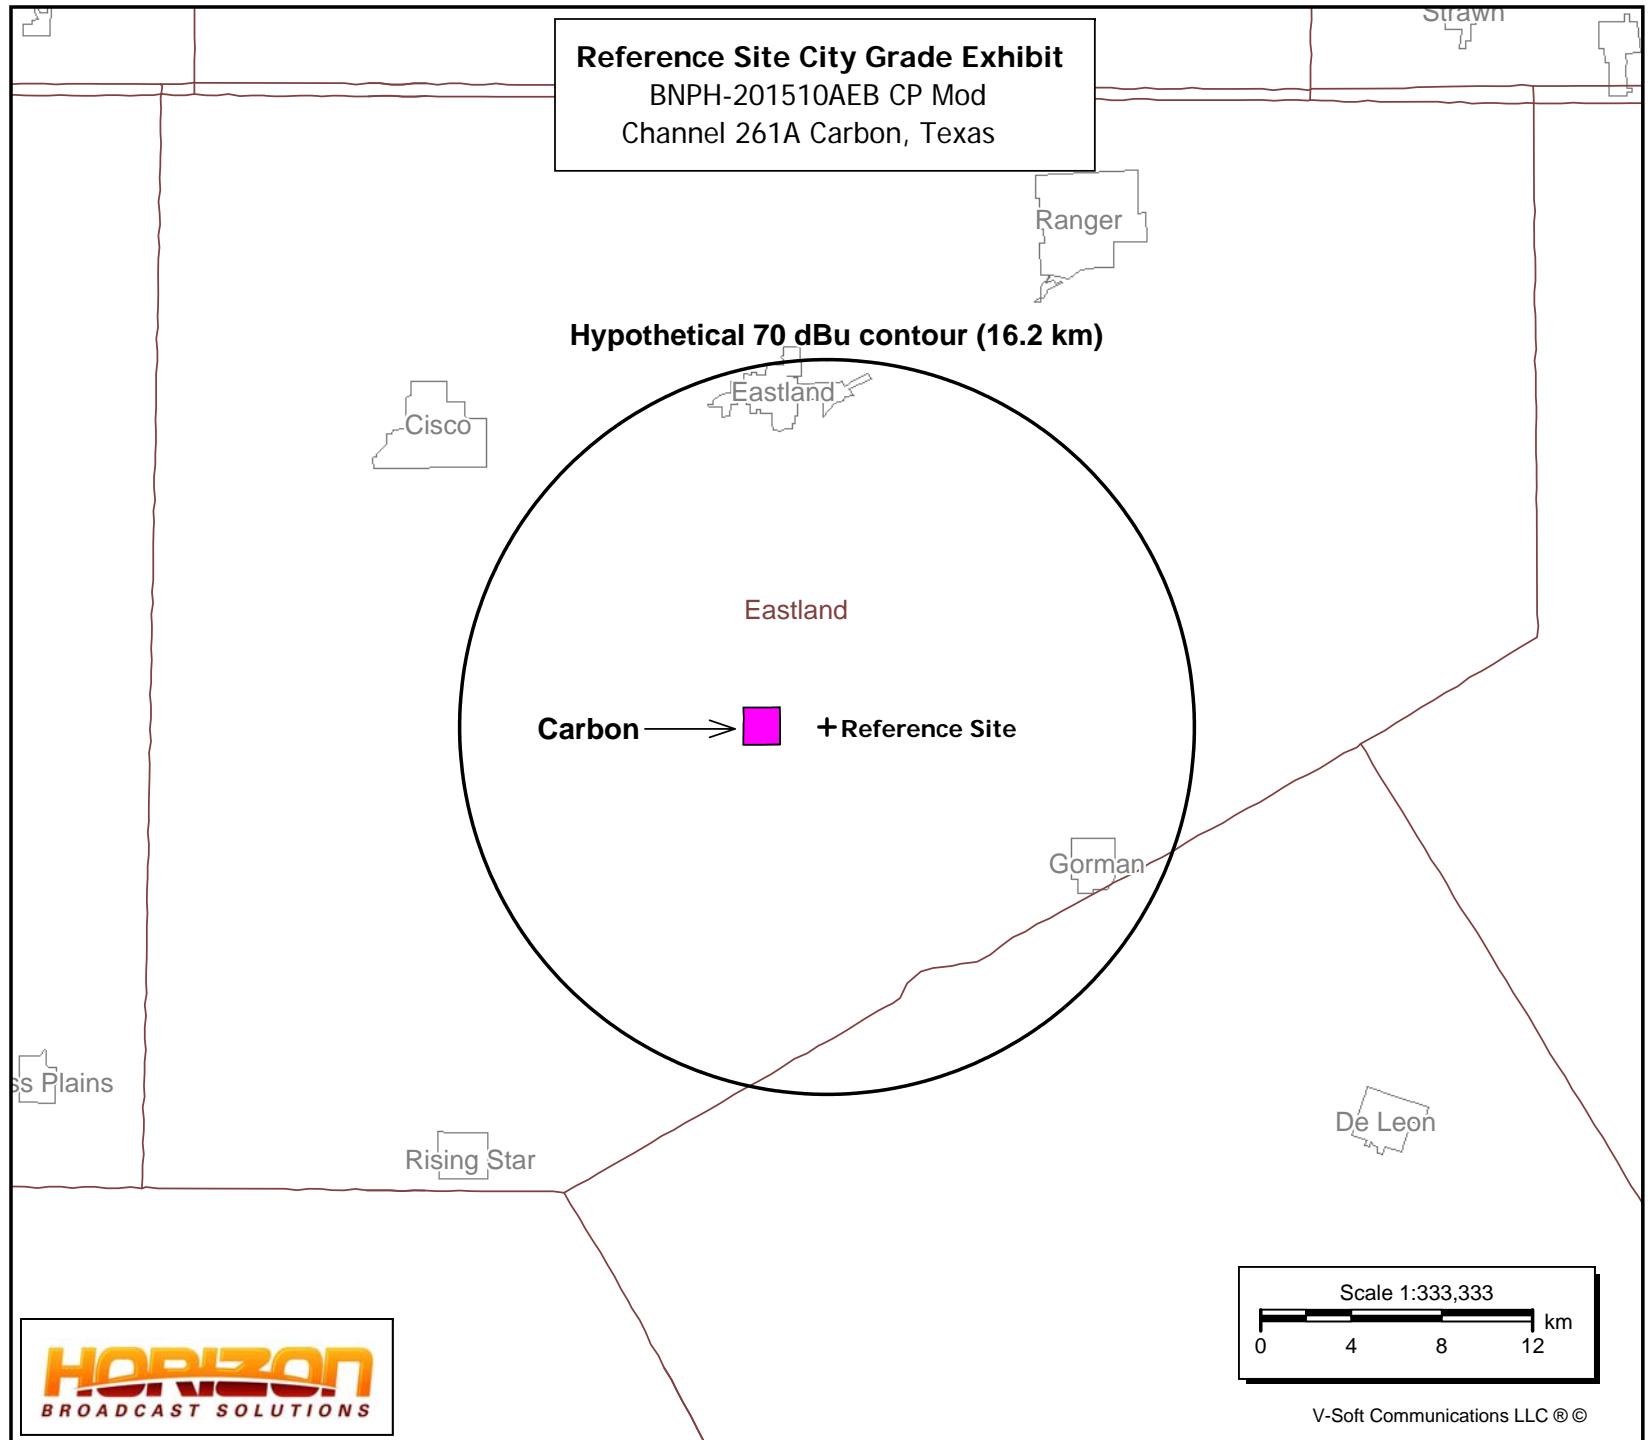 Strawn
Reference Site City Grade Exhibit
BNPH-201510AEB CP Mod
Channel 261A Carbon, Texas
Ranger
Hypothetical 70 dBu contour (16.2 km)
Eastland
Cisco
Eastland
Carbon
Reference Site
Gorman
ss Plains
De Leon
Rising Star
Scale 1:333,333
km
0 4 8 12
HORIZON
BROADCAST SOLUTIONS
V-Soft Communications LLC ® ©